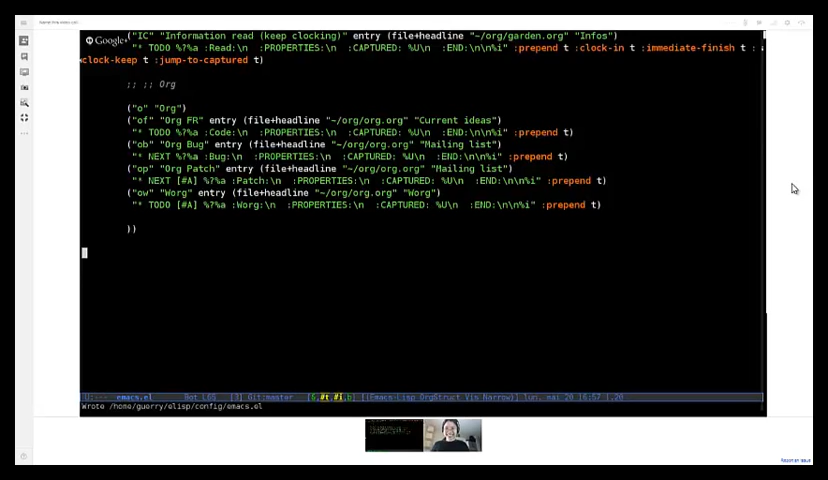 ("IC" "Information read (keep clocking)" entry (file+headline "~/org/garden.org" "Infos")
Google+
"* TODO %?%a :Read:\n  :PROPERTIES:\n  :CAPTURED: %U\n  :END:\n\n%i" :prepend t :clock-in t :immediate-finish t :
clock-keep t :jump-to-captured t)
;; ;; Org
("o" "Org")
("of" "Org FR" entry (file+headline "~/org/org.org" "Current ideas")
"* TODO %?%a :Code:\n  :PROPERTIES:\n  :CAPTURED: %U\n  :END:\n\n%i" :prepend t)
("ob" "Org Bug" entry (file+headline "~/org/org.org" "Mailing list")
"* NEXT %?%a :Bug:\n  :PROPERTIES:\n  :CAPTURED: %U\n  :END:\n\n%i" :prepend t)
("op" "Org Patch" entry (file+headline "~/org/org.org" "Mailing list")
"* NEXT [#A] %?%a :Patch:\n  :PROPERTIES:\n  :CAPTURED: %U\n  :END:\n\n%i" :prepend t)
("ow" "Worg" entry (file+headline "~/org/org.org" "Worg")
"* TODO [#A] %?%a :Worg:\n  :PROPERTIES:\n  :CAPTURED: %U\n  :END:\n\n%i" :prepend t)
))
U:--- emacs.el Bot L66 [3] Git:master (Emacs-Lisp OrgStruct Vis Narrow) lun. mai 20 16:57
Wrote /home/guerry/elisp/config/emacs.el
Report an issue